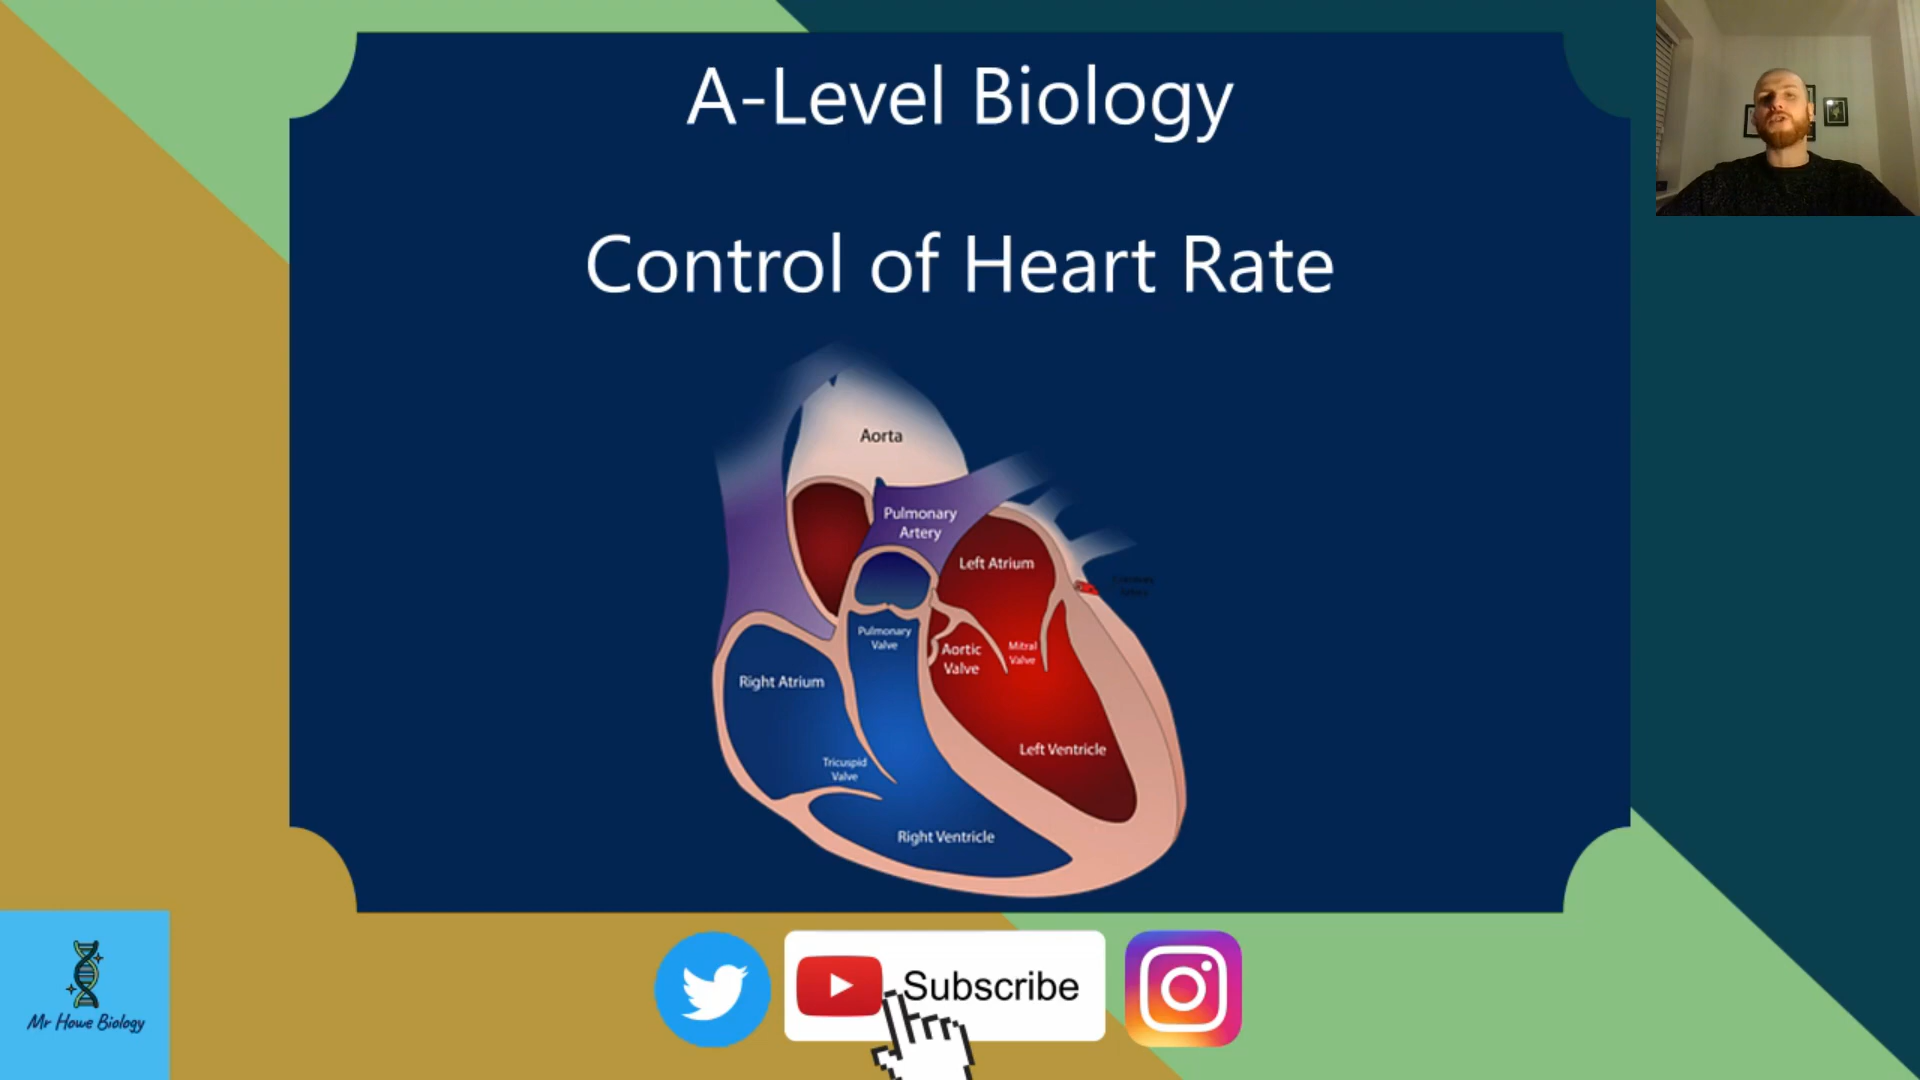 A-Level Biology
Control of Heart Rate
Aorta
Pulmonary
Artery
Left Atrium
Pulmonary
Valve
Aortic
Valve
Mitral
Valve
Right Atrium
Left Ventricle
Tricuspid
Valve
Right Ventricle
Mr Howe Biology
Subscribe